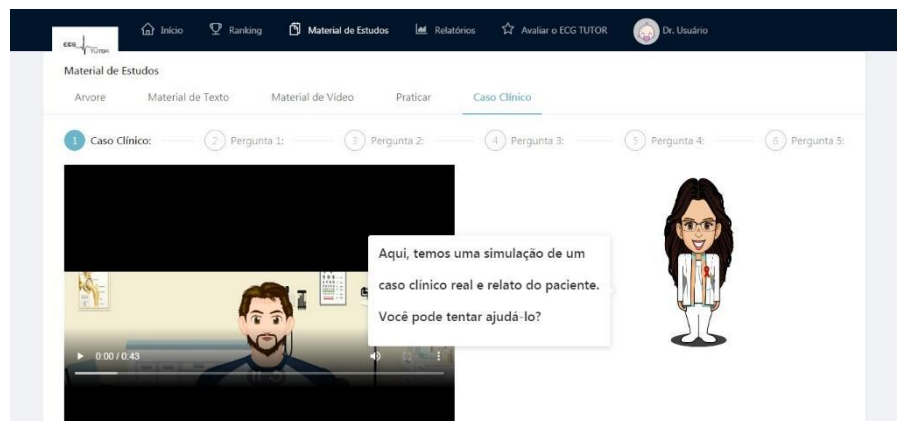 ECG
TUTOR
Início
Ranking
Material de Estudos
Relatórios
Avaliar o ECG TUTOR
Dr. Usuário
Material de Estudos
Arvore
Material de Texto
Material de Vídeo
Praticar
Caso Clínico
1 Caso Clínico:
2 Pergunta 1:
3 Pergunta 2:
4 Pergunta 3:
5 Pergunta 4:
6 Pergunta 5:
Aqui, temos uma simulação de um
caso clínico real e relato do paciente.
Você pode tentar ajudá-lo?
0:00 / 0:43